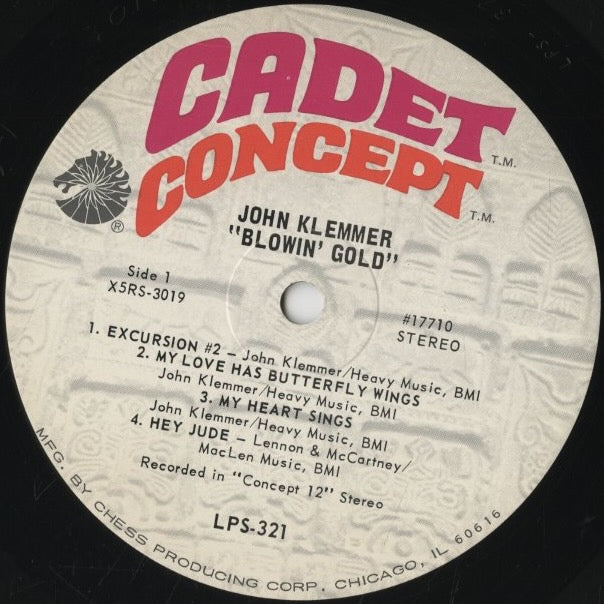 CADET T.M.
CONCEPT T.M.
®
JOHN KLEMMER
"BLOWIN' GOLD"
Side 1
X5RS-3019
#17710
STEREO
1. EXCURSION #2 – John Klemmer/Heavy Music, BMI
2. MY LOVE HAS BUTTERFLY WINGS
John Klemmer/Heavy Music, BMI
3. MY HEART SINGS
John Klemmer/Heavy Music, BMI
4. HEY JUDE – Lennon & McCartney/
MacLen Music, BMI
Recorded in "Concept 12" Stereo
LPS-321
MFG. BY CHESS PRODUCING CORP. CHICAGO, IL 60616